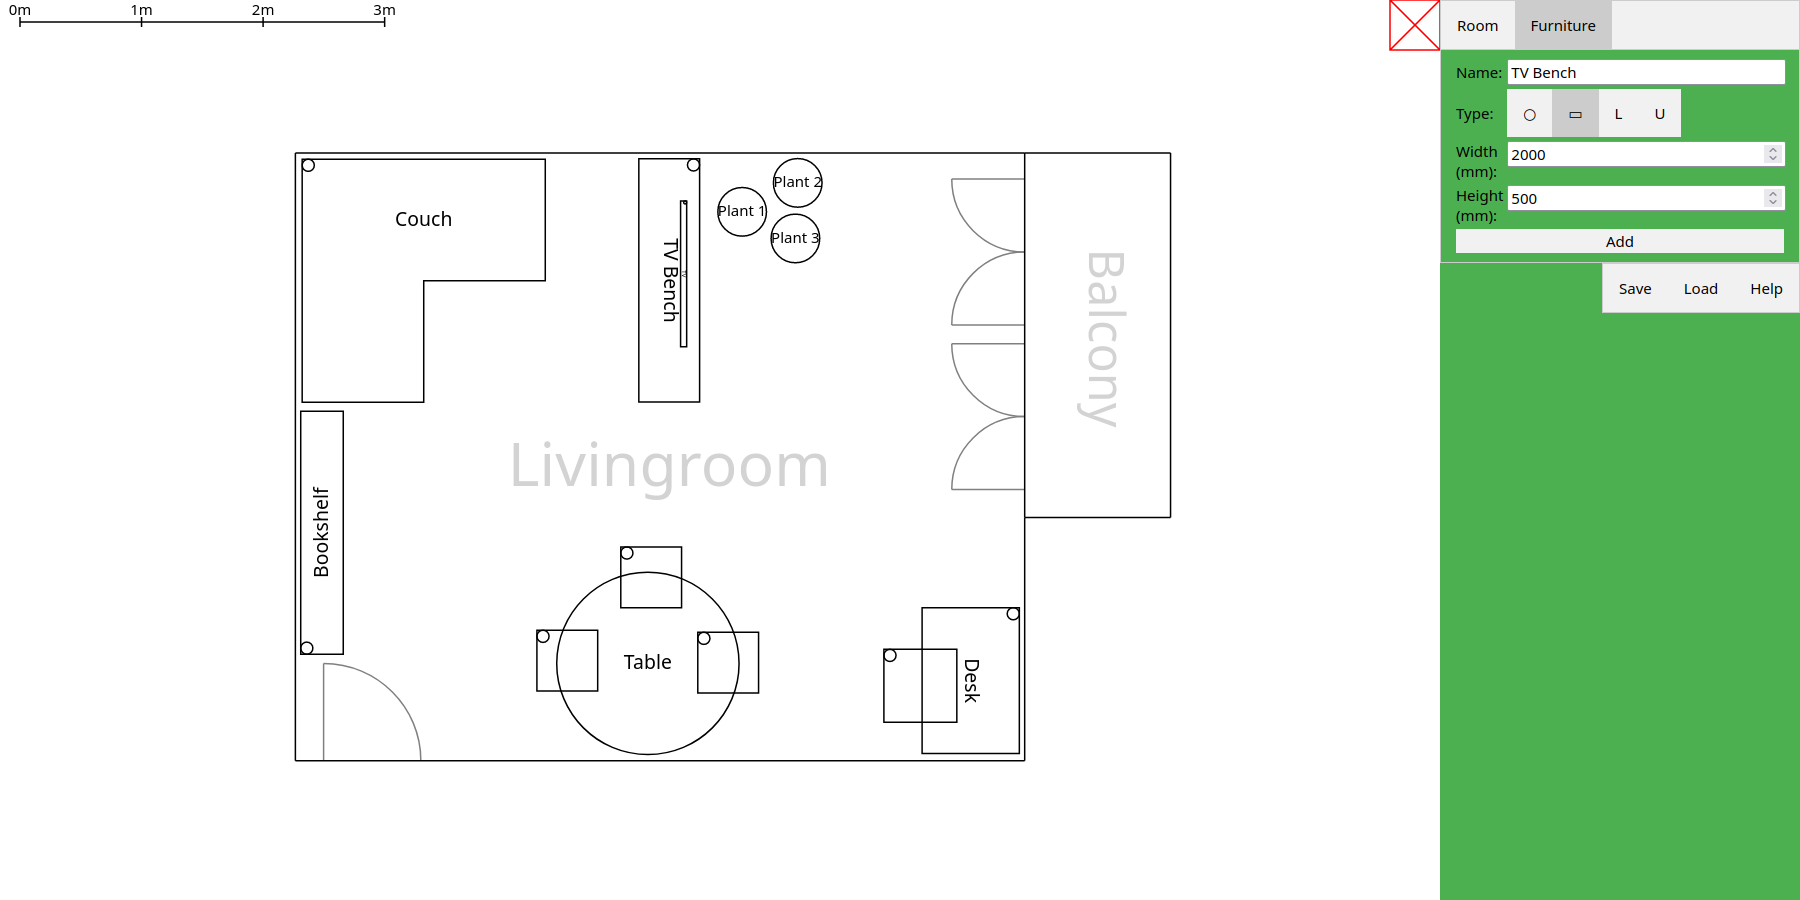 0m 1m 2m 3m
Room Furniture
Name: TV Bench
Type: ○ ▭ L U
Width
(mm): 2000
Height
(mm): 500
Add
Save Load Help
Couch
TV Bench
TV
Plant 1
Plant 2
Plant 3
Balcony
Livingroom
Bookshelf
Table
Desk